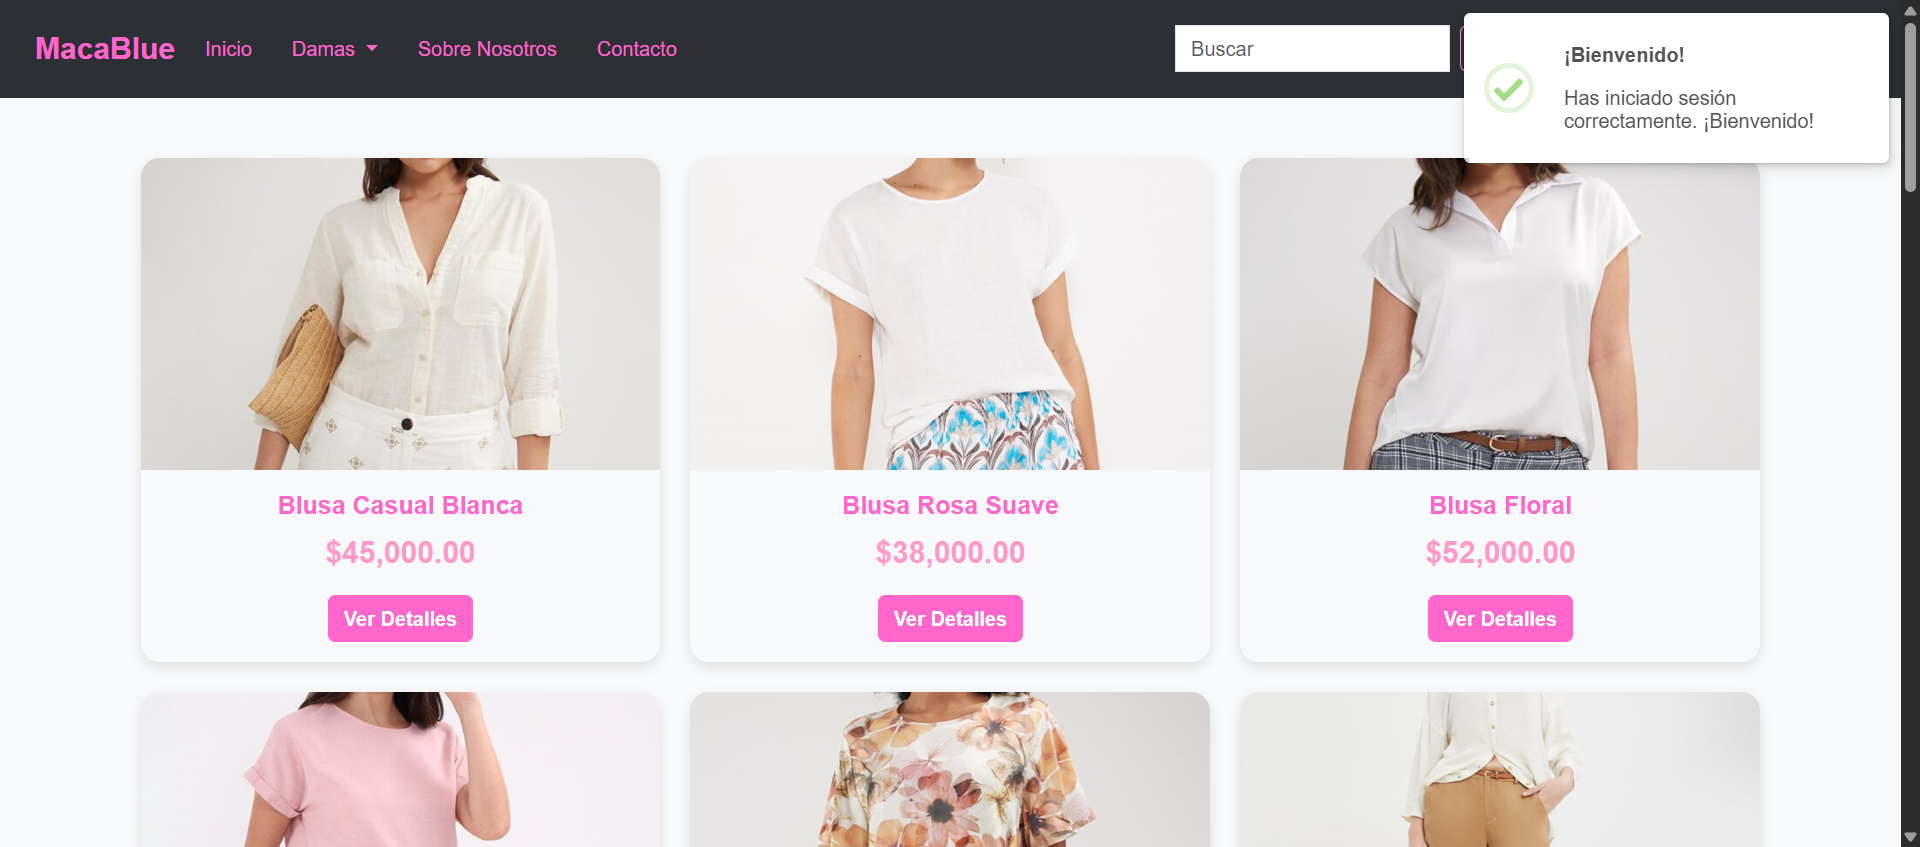 MacaBlue
Inicio
Damas
Sobre Nosotros
Contacto
Buscar
¡Bienvenido!
Has iniciado sesión
correctamente. ¡Bienvenido!
Blusa Casual Blanca
$45,000.00
Ver Detalles
Blusa Rosa Suave
$38,000.00
Ver Detalles
Blusa Floral
$52,000.00
Ver Detalles